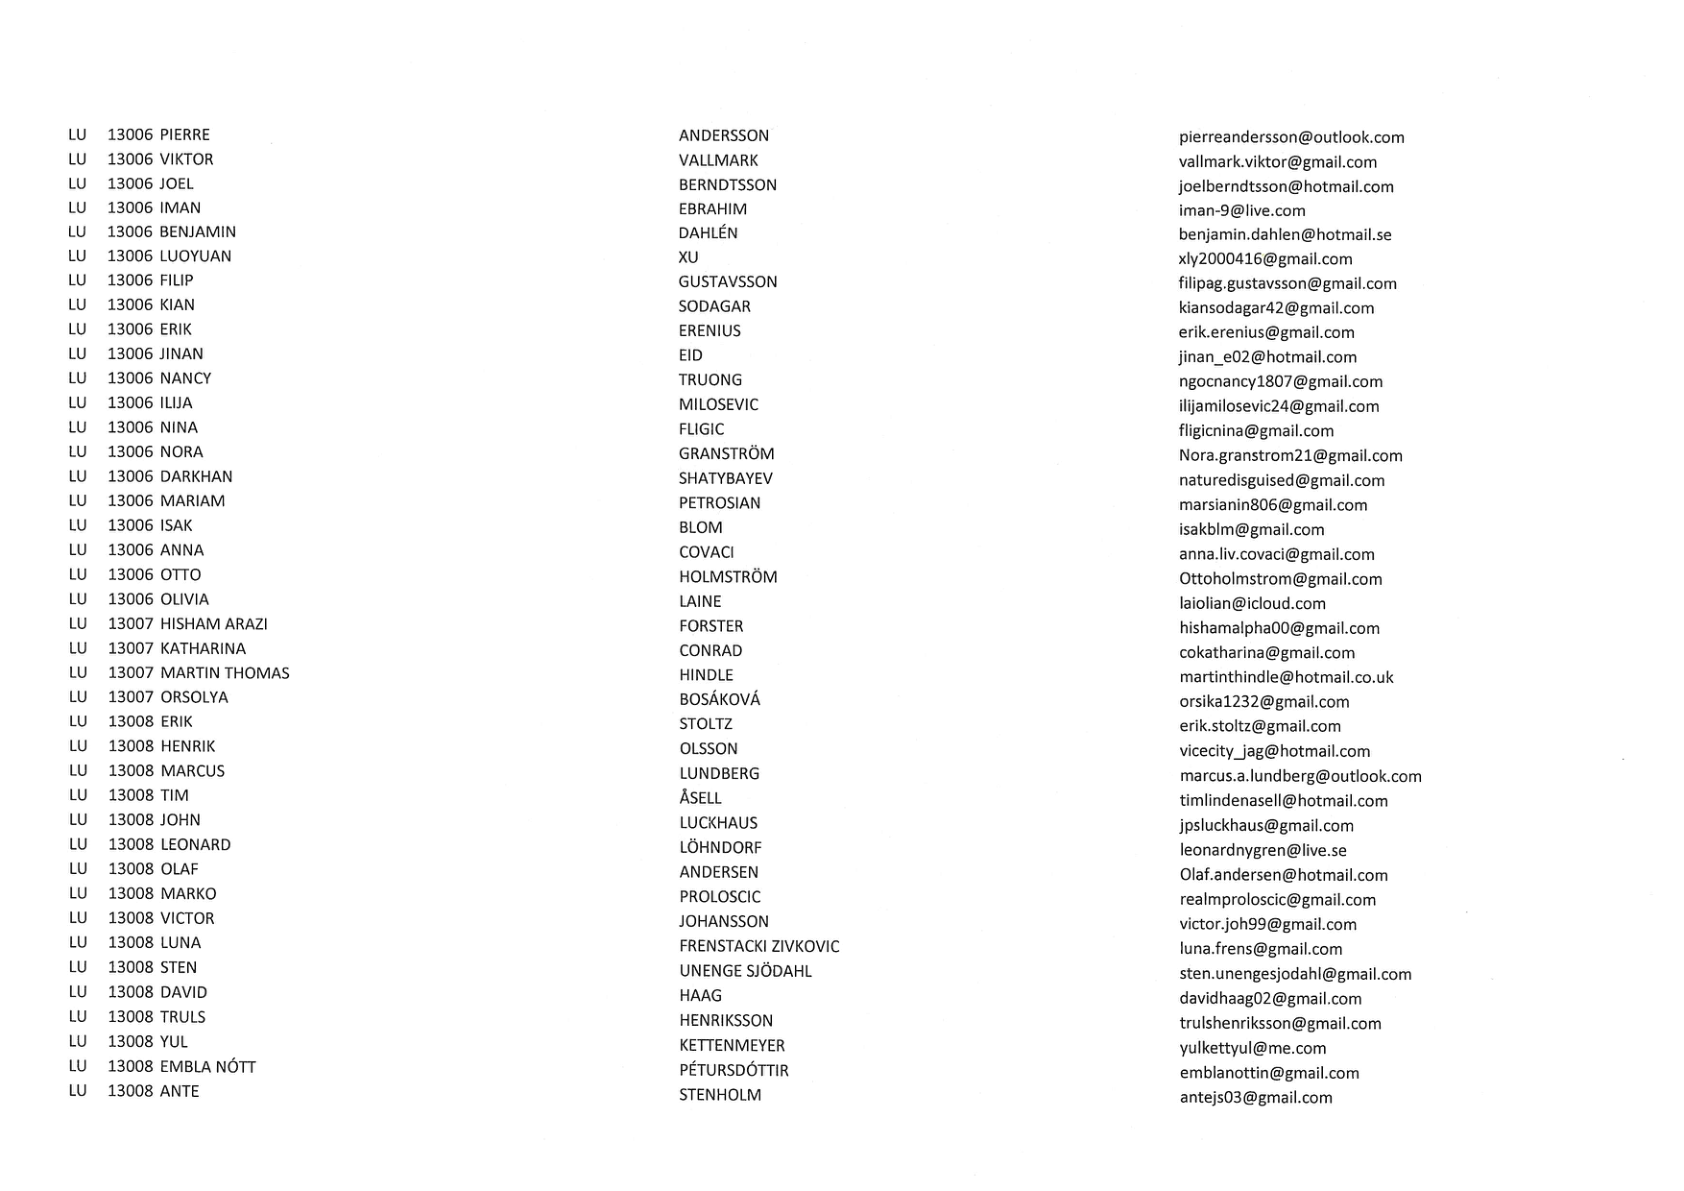 LU 13006 PIERRE ANDERSSON pierreandersson@outlook.com
LU 13006 VIKTOR VALLMARK vallmark.viktor@gmail.com
LU 13006 JOEL BERNDTSSON joelberndtsson@hotmail.com
LU 13006 IMAN EBRAHIM iman-9@live.com
LU 13006 BENJAMIN DAHLÉN benjamin.dahlen@hotmail.se
LU 13006 LUOYUAN XU xly2000416@gmail.com
LU 13006 FILIP GUSTAVSSON filipag.gustavsson@gmail.com
LU 13006 KIAN SODAGAR kiansodagar42@gmail.com
LU 13006 ERIK ERENIUS erik.erenius@gmail.com
LU 13006 JINAN EID jinan_e02@hotmail.com
LU 13006 NANCY TRUONG ngocnancy1807@gmail.com
LU 13006 ILIJA MILOSEVIC ilijamilosevic24@gmail.com
LU 13006 NINA FLIGIC fligicnina@gmail.com
LU 13006 NORA GRANSTRÖM Nora.granstrom21@gmail.com
LU 13006 DARKHAN SHATYBAYEV naturedisguised@gmail.com
LU 13006 MARIAM PETROSIAN marsianin806@gmail.com
LU 13006 ISAK BLOM isakblm@gmail.com
LU 13006 ANNA COVACI anna.liv.covaci@gmail.com
LU 13006 OTTO HOLMSTRÖM Ottoholmstrom@gmail.com
LU 13006 OLIVIA LAINE laiolian@icloud.com
LU 13007 HISHAM ARAZI FORSTER hishamalpha00@gmail.com
LU 13007 KATHARINA CONRAD cokatharina@gmail.com
LU 13007 MARTIN THOMAS HINDLE martinthindle@hotmail.co.uk
LU 13007 ORSOLYA BOSÁKOVÁ orsika1232@gmail.com
LU 13008 ERIK STOLTZ erik.stoltz@gmail.com
LU 13008 HENRIK OLSSON vicecity_jag@hotmail.com
LU 13008 MARCUS LUNDBERG marcus.a.lundberg@outlook.com
LU 13008 TIM ÅSELL timlindenasell@hotmail.com
LU 13008 JOHN LUCKHAUS jpsluckhaus@gmail.com
LU 13008 LEONARD LÖHNDORF leonardnygren@live.se
LU 13008 OLAF ANDERSEN Olaf.andersen@hotmail.com
LU 13008 MARKO PROLOSCIC realmproloscic@gmail.com
LU 13008 VICTOR JOHANSSON victor.joh99@gmail.com
LU 13008 LUNA FRENSTACKI ZIVKOVIC luna.frens@gmail.com
LU 13008 STEN UNENGE SJÖDAHL sten.unengesjodahl@gmail.com
LU 13008 DAVID HAAG davidhaag02@gmail.com
LU 13008 TRULS HENRIKSSON trulshenriksson@gmail.com
LU 13008 YUL KETTENMEYER yulkettyul@me.com
LU 13008 EMBLA NÓTT PÉTURSDÓTTIR emblanottin@gmail.com
LU 13008 ANTE STENHOLM antejs03@gmail.com